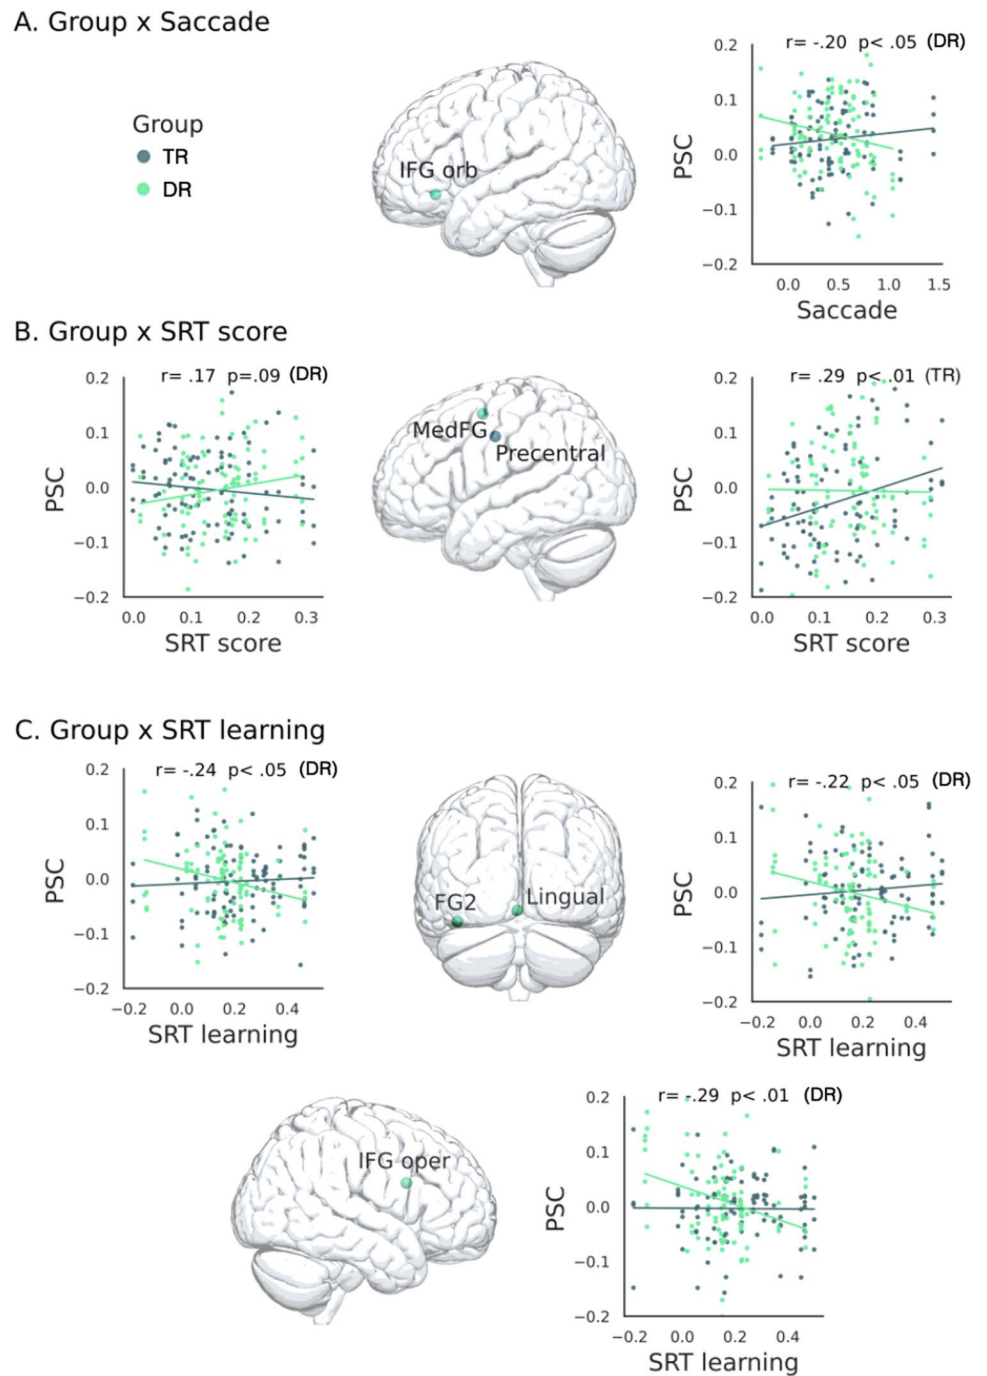 A. Group x Saccade
Group
TR
DR
IFG orb
r= -.20 p< .05 (DR)
0.2
0.1
0.0
−0.1
−0.2
PSC
0.0 0.5 1.0 1.5
Saccade
B. Group x SRT score
r= .17 p=.09 (DR)
0.2
0.1
0.0
−0.1
−0.2
PSC
0.0 0.1 0.2 0.3
SRT score
MedFG
Precentral
r= .29 p< .01 (TR)
0.2
0.1
0.0
−0.1
−0.2
PSC
0.0 0.1 0.2 0.3
SRT score
C. Group x SRT learning
r= -.24 p< .05 (DR)
0.2
0.1
0.0
−0.1
−0.2
PSC
−0.2 0.0 0.2 0.4
SRT learning
FG2
Lingual
r= -.22 p< .05 (DR)
0.2
0.1
0.0
−0.1
−0.2
PSC
−0.2 0.0 0.2 0.4
SRT learning
IFG oper
r= -.29 p< .01 (DR)
0.2
0.1
0.0
−0.1
−0.2
PSC
−0.2 0.0 0.2 0.4
SRT learning